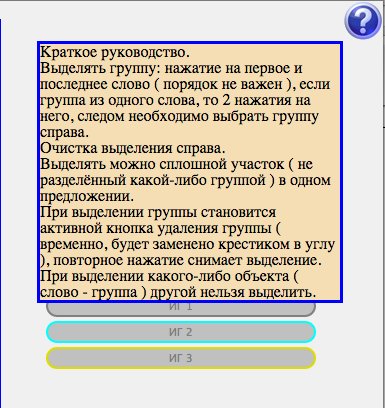 ?
Краткое руководство.
Выделять группу: нажатие на первое и
последнее слово ( порядок не важен ), если
группа из одного слова, то 2 нажатия на
него, следом необходимо выбрать группу
справа.
Очистка выделения справа.
Выделять можно сплошной участок ( не
разделённый какой-либо группой ) в одном
предложении.
При выделении группы становится
активной кнопка удаления группы (
временно, будет заменено крестиком в углу
), повторное нажатие снимает выделение.
При выделении какого-либо объекта (
слово - группа ) другой нельзя выделить.
ИГ 1
ИГ 2
ИГ 3